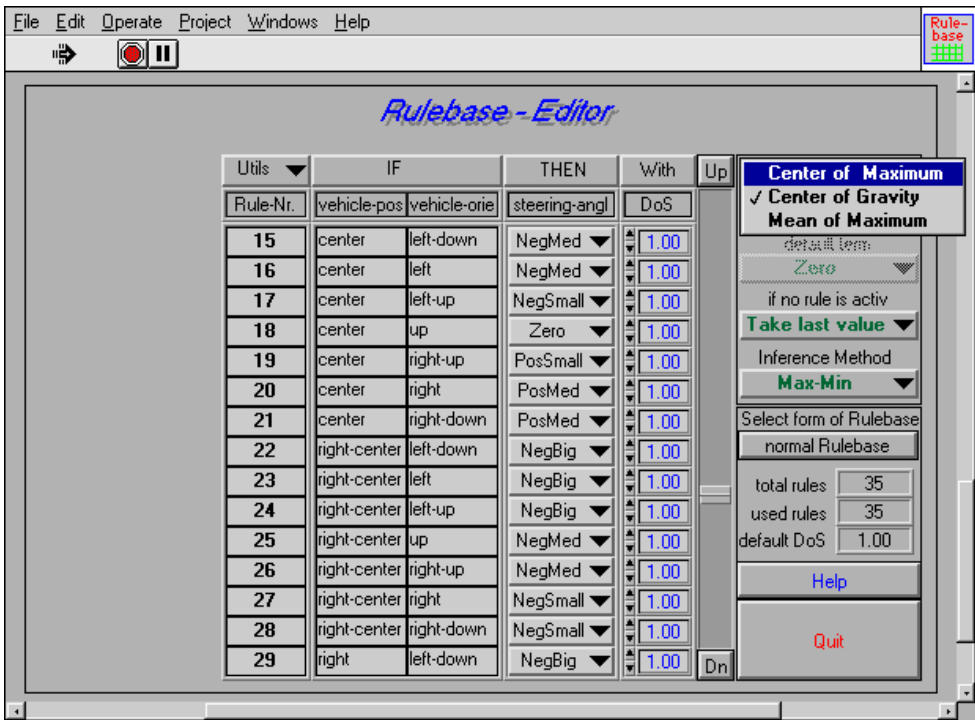 File Edit Operate Project Windows Help
Rule-
base
Rulebase - Editor
Utils IF THEN With Up
Rule-Nr. vehicle-pos vehicle-orie steering-angl DoS
15 center left-down NegMed 1.00
16 center left NegMed 1.00
17 center left-up NegSmall 1.00
18 center up Zero 1.00
19 center right-up PosSmall 1.00
20 center right PosMed 1.00
21 center right-down PosMed 1.00
22 right-center left-down NegBig 1.00
23 right-center left NegBig 1.00
24 right-center left-up NegBig 1.00
25 right-center up NegMed 1.00
26 right-center right-up NegMed 1.00
27 right-center right NegSmall 1.00
28 right-center right-down NegSmall 1.00
29 right left-down NegBig 1.00
Dn
Center of Maximum
✓ Center of Gravity
Mean of Maximum
default term
Zero
if no rule is activ
Take last value
Inference Method
Max-Min
Select form of Rulebase
normal Rulebase
total rules 35
used rules 35
default DoS 1.00
Help
Quit